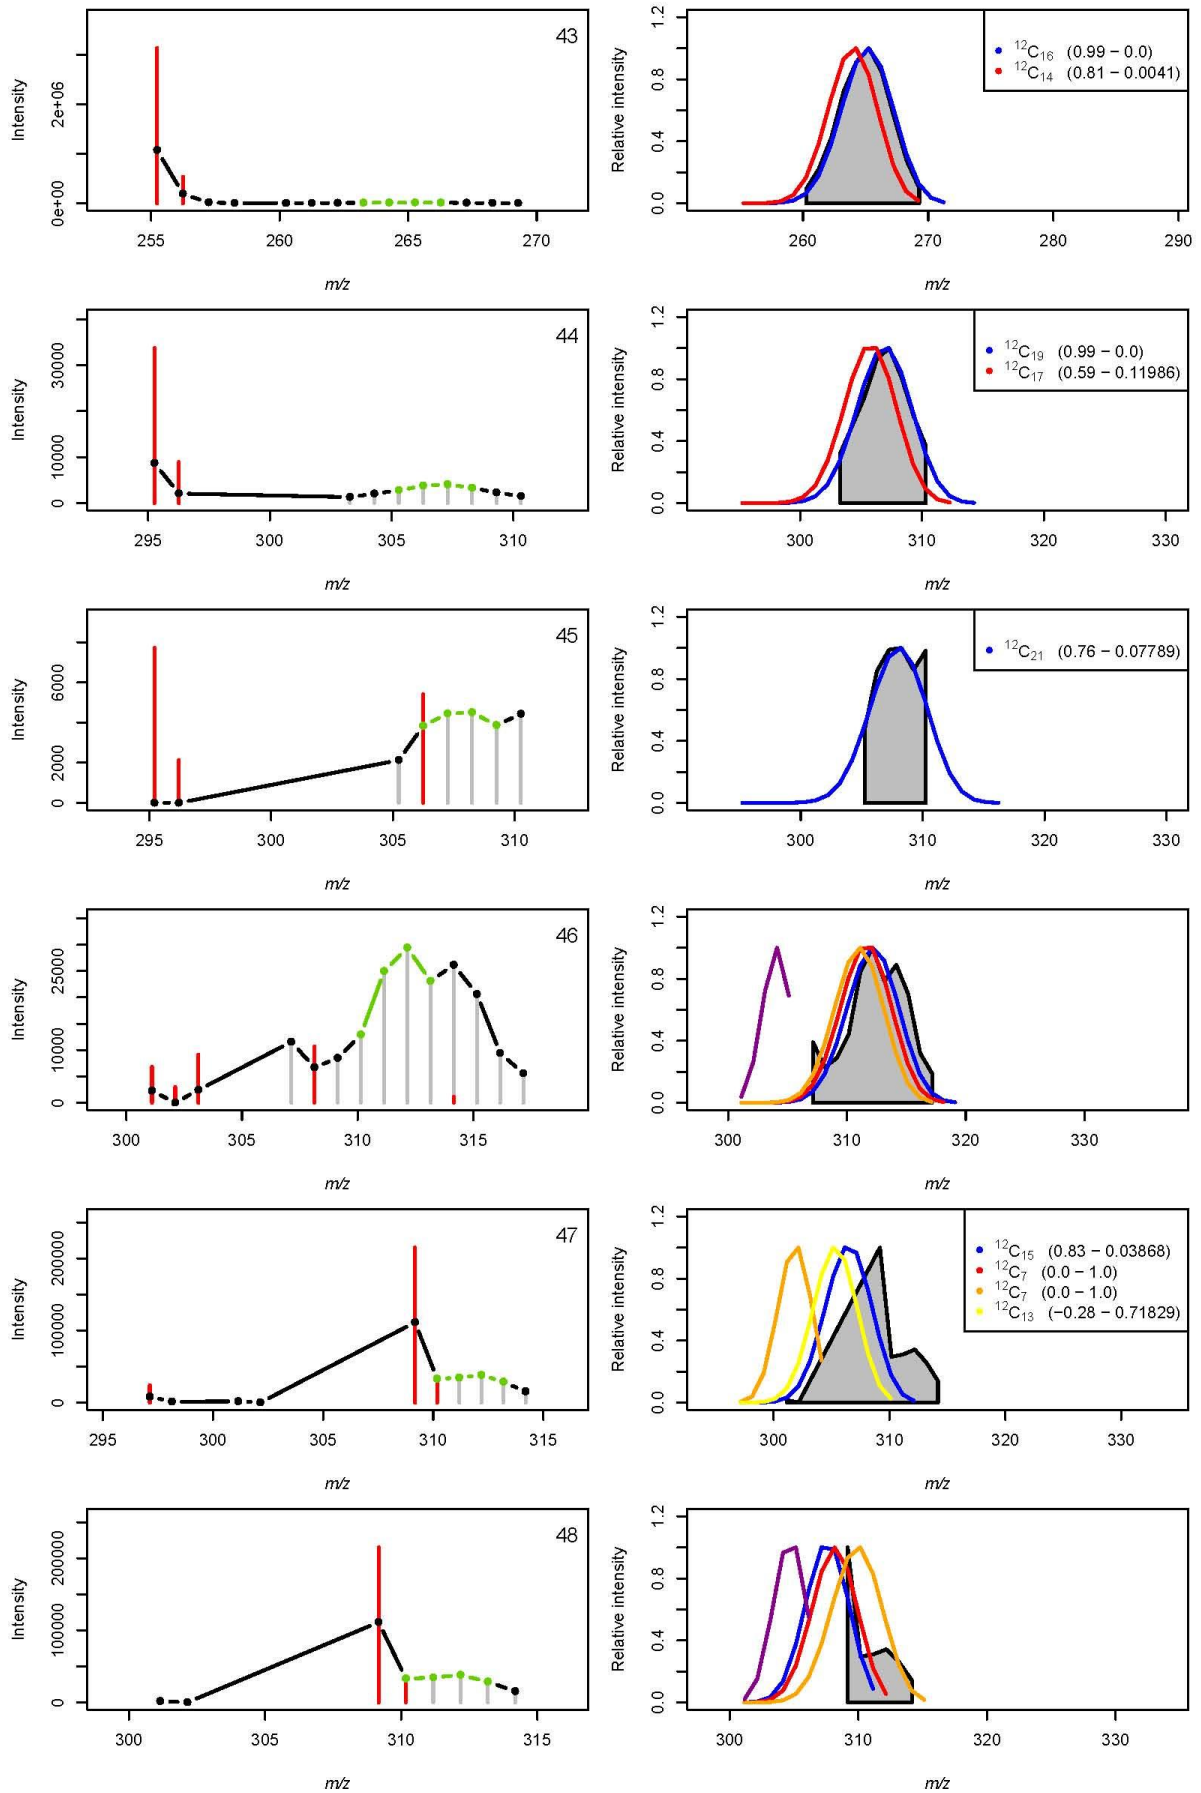 43
Intensity
0e+00 2e+06
255 260 265 270
m/z
Relative intensity
0.0 0.4 0.8 1.2
260 270 280 290
m/z
¹²C₁₆ (0.99 − 0.0)
¹²C₁₄ (0.81 − 0.0041)
44
Intensity
0 10000 30000
295 300 305 310
m/z
Relative intensity
0.0 0.4 0.8 1.2
300 310 320 330
m/z
¹²C₁₉ (0.99 − 0.0)
¹²C₁₇ (0.59 − 0.11986)
45
Intensity
0 2000 6000
295 300 305 310
m/z
Relative intensity
0.0 0.4 0.8 1.2
300 310 320 330
m/z
¹²C₂₁ (0.76 − 0.07789)
46
Intensity
0 10000 25000
300 305 310 315
m/z
Relative intensity
0.0 0.4 0.8 1.2
300 310 320 330
m/z
47
Intensity
0 100000 200000
295 300 305 310 315
m/z
Relative intensity
0.0 0.4 0.8 1.2
300 310 320 330
m/z
¹²C₁₅ (0.83 − 0.03868)
¹²C₇ (0.0 − 1.0)
¹²C₇ (0.0 − 1.0)
¹²C₁₃ (−0.28 − 0.71829)
48
Intensity
0 100000 200000
300 305 310 315
m/z
Relative intensity
0.0 0.4 0.8 1.2
300 310 320 330
m/z